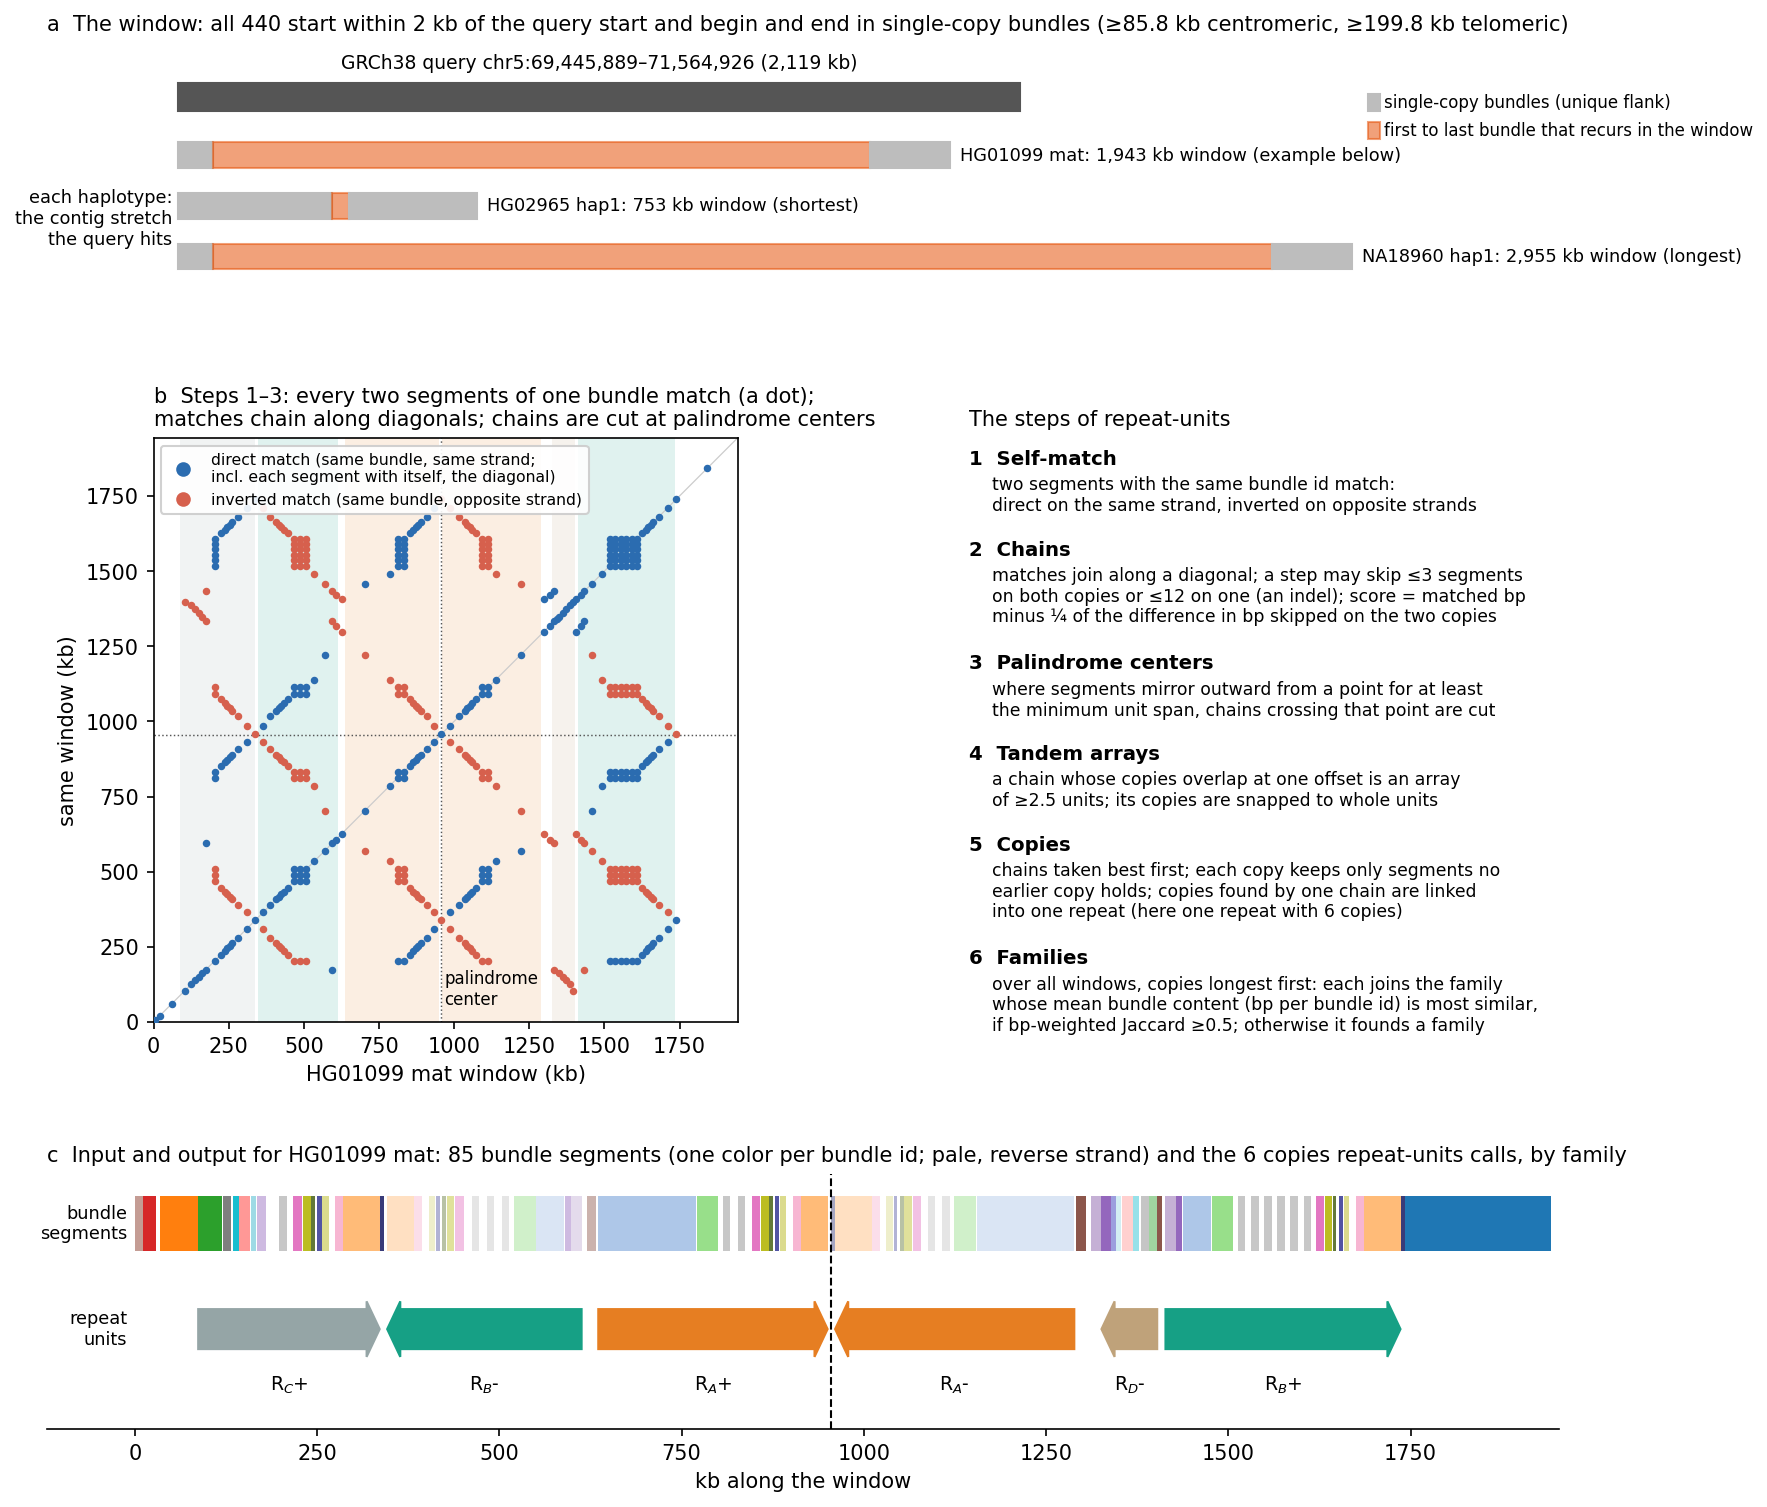 a  The window: all 440 start within 2 kb of the query start and begin and end in single-copy bundles (≥85.8 kb centromeric, ≥199.8 kb telomeric)
GRCh38 query chr5:69,445,889–71,564,926 (2,119 kb)
single-copy bundles (unique flank)
first to last bundle that recurs in the window
HG01099 mat: 1,943 kb window (example below)
each haplotype:
the contig stretch
the query hits
HG02965 hap1: 753 kb window (shortest)
NA18960 hap1: 2,955 kb window (longest)
b  Steps 1–3: every two segments of one bundle match (a dot);
matches chain along diagonals; chains are cut at palindrome centers
direct match (same bundle, same strand;
incl. each segment with itself, the diagonal)
inverted match (same bundle, opposite strand)
same window (kb)
1750
1500
1250
1000
750
500
250
0
palindrome
center
0 250 500 750 1000 1250 1500 1750
HG01099 mat window (kb)
The steps of repeat-units
1  Self-match
two segments with the same bundle id match:
direct on the same strand, inverted on opposite strands
2  Chains
matches join along a diagonal; a step may skip ≤3 segments
on both copies or ≤12 on one (an indel); score = matched bp
minus ¼ of the difference in bp skipped on the two copies
3  Palindrome centers
where segments mirror outward from a point for at least
the minimum unit span, chains crossing that point are cut
4  Tandem arrays
a chain whose copies overlap at one offset is an array
of ≥2.5 units; its copies are snapped to whole units
5  Copies
chains taken best first; each copy keeps only segments no
earlier copy holds; copies found by one chain are linked
into one repeat (here one repeat with 6 copies)
6  Families
over all windows, copies longest first: each joins the family
whose mean bundle content (bp per bundle id) is most similar,
if bp-weighted Jaccard ≥0.5; otherwise it founds a family
c  Input and output for HG01099 mat: 85 bundle segments (one color per bundle id; pale, reverse strand) and the 6 copies repeat-units calls, by family
bundle
segments
repeat
units
R_C+ R_B- R_A+ R_A- R_D- R_B+
0 250 500 750 1000 1250 1500 1750
kb along the window